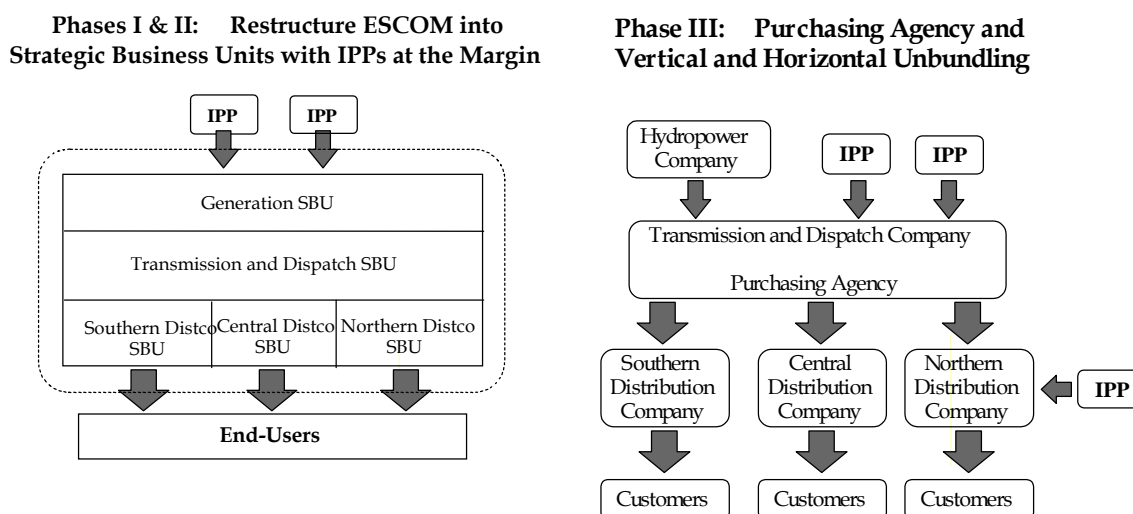 Phases I & II: Restructure ESCOM into
Strategic Business Units with IPPs at the Margin
IPP
IPP
Generation SBU
Transmission and Dispatch SBU
Southern Distco
SBU
Central Distco
SBU
Northern Distco
SBU
End-Users
Phase III: Purchasing Agency and
Vertical and Horizontal Unbundling
Hydropower
Company
IPP
IPP
Transmission and Dispatch Company
Purchasing Agency
Southern
Distribution
Company
Central
Distribution
Company
Northern
Distribution
Company
IPP
Customers
Customers
Customers